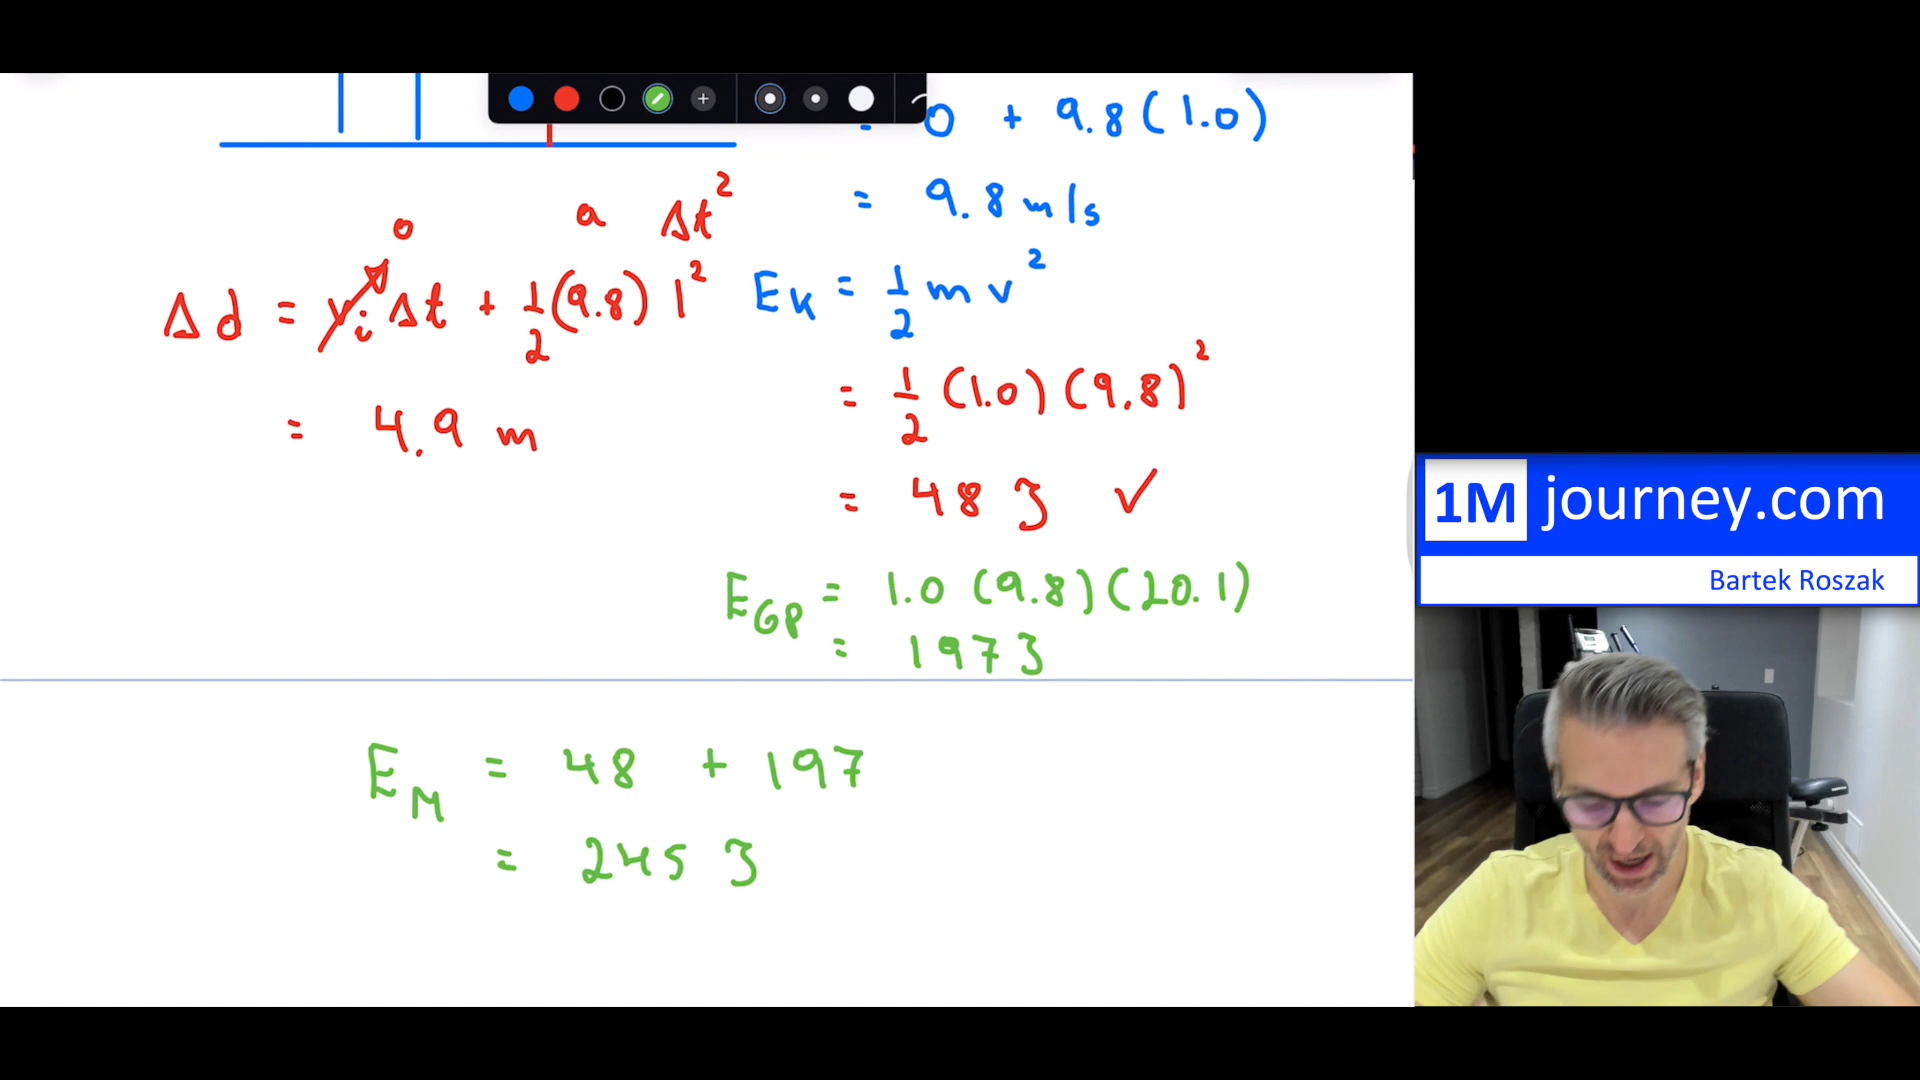 = 0 + 9.8 (1.0)
= 9.8 m/s
0 a Δt²
Δd = viΔt + 1/2(9.8) 1²
= 4.9 m
EK = 1/2 m v²
= 1/2 (1.0) (9.8)²
= 48 J ✓
EGP = 1.0 (9.8) (20.1)
= 197 J
EM = 48 + 197
= 245 J
1M journey.com
Bartek Roszak